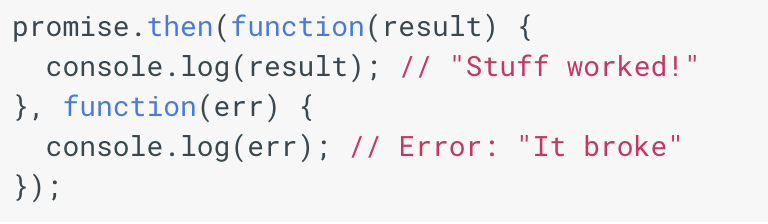 promise.then(function(result) {
  console.log(result); // "Stuff worked!"
}, function(err) {
  console.log(err); // Error: "It broke"
});